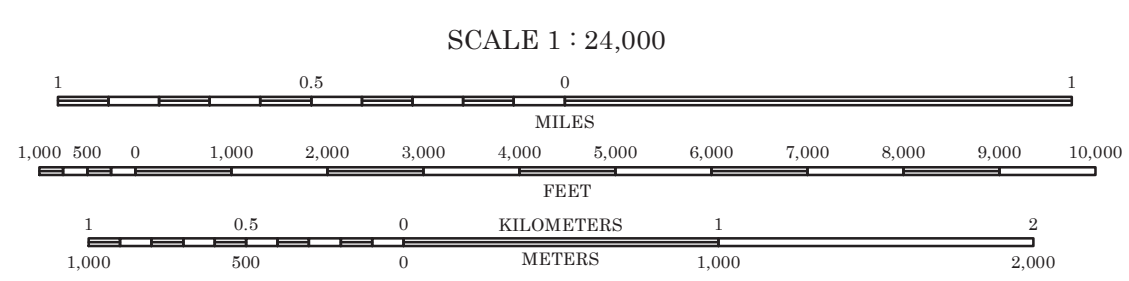 SCALE 1 : 24,000
1 0.5 0 1
MILES
1,000 500 0 1,000 2,000 3,000 4,000 5,000 6,000 7,000 8,000 9,000 10,000
FEET
1 0.5 0 KILOMETERS 1 2
1,000 500 0 METERS 1,000 2,000